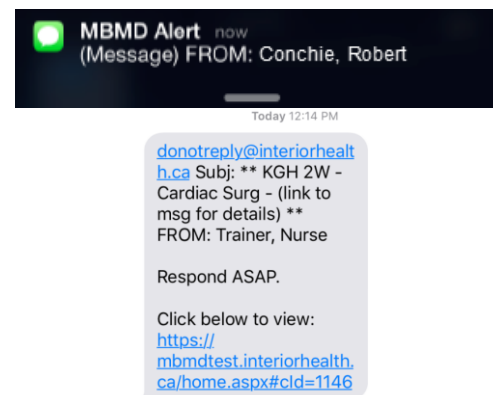 MBMD Alert now
(Message) FROM: Conchie, Robert
Today 12:14 PM
donotreply@interiorhealt
h.ca Subj: ** KGH 2W -
Cardiac Surg - (link to
msg for details) **
FROM: Trainer, Nurse
Respond ASAP.
Click below to view:
https://
mbmdtest.interiorhealth.
ca/home.aspx#cId=1146